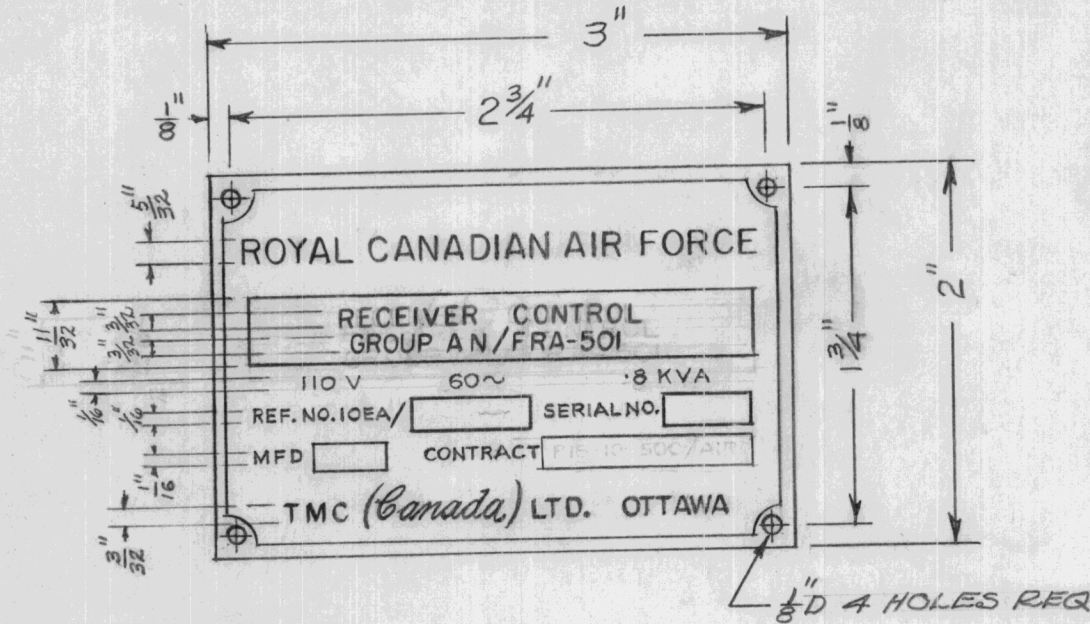 3"
2 3/4"
1/8"
1/8"
5/32"
ROYAL CANADIAN AIR FORCE
2"
1 3/4"
11/32"
3/32"
3/32"
RECEIVER CONTROL
GROUP AN/FRA-501
110 V 60~ .8 KVA
1/16"
1/16"
REF. NO. 10EA/ SERIAL NO.
MFD CONTRACT
1/16"
TMC (Canada) LTD. OTTAWA
3/32"
1/8" D 4 HOLES REQ